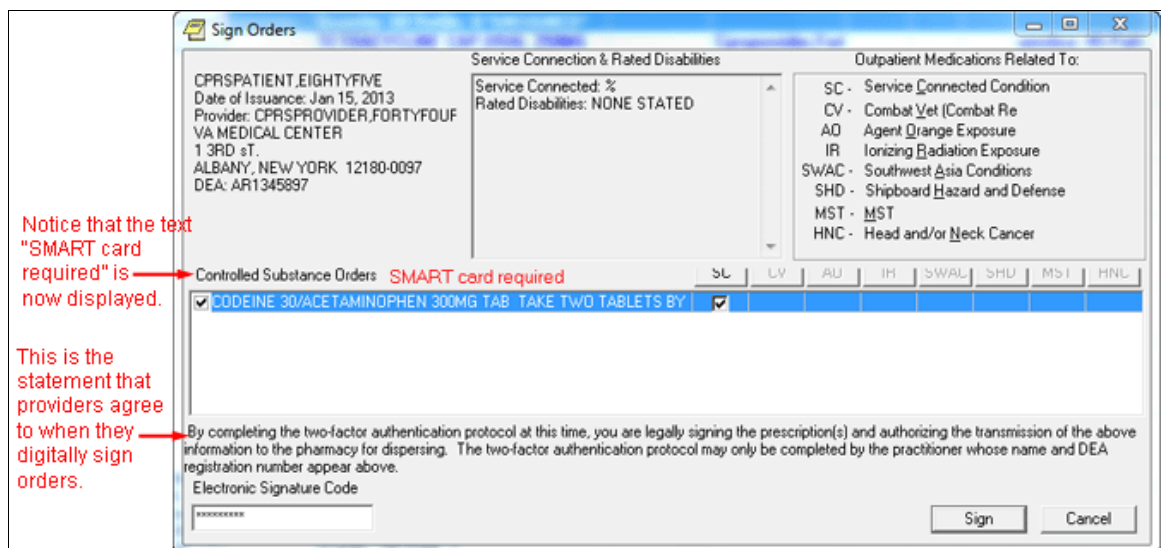 Sign Orders
CPRSPATIENT,EIGHTYFIVE
Date of Issuance: Jan 15, 2013
Provider: CPRSPROVIDER,FORTYFOUF
VA MEDICAL CENTER
1 3RD sT.
ALBANY, NEW YORK 12180-0097
DEA: AR1345897
Service Connection & Rated Disabilities
Service Connected: %
Rated Disabilities: NONE STATED
Outpatient Medications Related To:
SC - Service Connected Condition
CV - Combat Vet (Combat Re
AO Agent Orange Exposure
IR Ionizing Radiation Exposure
SWAC - Southwest Asia Conditions
SHD - Shipboard Hazard and Defense
MST - MST
HNC - Head and/or Neck Cancer
Notice that the text
"SMART card
required" is
now displayed.
Controlled Substance Orders SMART card required
SC CV AO IR SWAC SHD MST HNC
CODEINE 30/ACETAMINOPHEN 300MG TAB TAKE TWO TABLETS BY
This is the
statement that
providers agree
to when they
digitally sign
orders.
By completing the two-factor authentication protocol at this time, you are legally signing the prescription(s) and authorizing the transmission of the above
information to the pharmacy for dispersing. The two-factor authentication protocol may only be completed by the practitioner whose name and DEA
registration number appear above.
Electronic Signature Code
*********
Sign Cancel